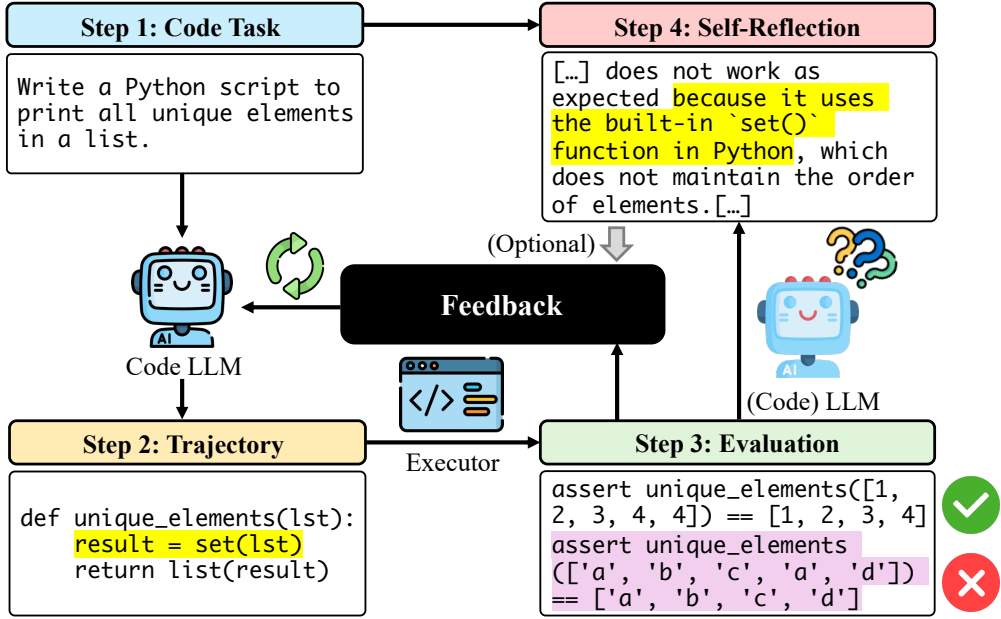 Step 1: Code Task
Write a Python script to
print all unique elements
in a list.
Step 4: Self-Reflection
[…] does not work as
expected because it uses
the built-in `set()`
function in Python, which
does not maintain the order
of elements.[…]
(Optional)
Feedback
AI
Code LLM
</>
Executor
AI
(Code) LLM
Step 2: Trajectory
def unique_elements(lst):
result = set(lst)
return list(result)
Step 3: Evaluation
assert unique_elements([1,
2, 3, 4, 4]) == [1, 2, 3, 4]
assert unique_elements
(['a', 'b', 'c', 'a', 'd'])
== ['a', 'b', 'c', 'd']